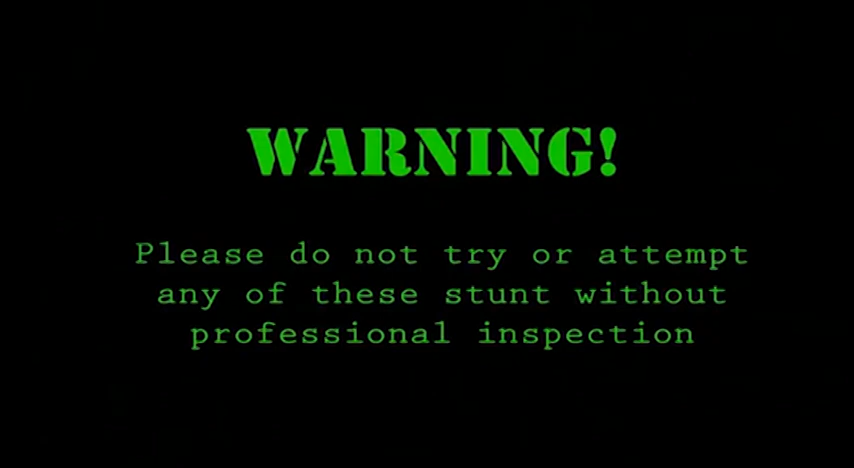 WARNING!
Please do not try or attempt
any of these stunt without
professional inspection